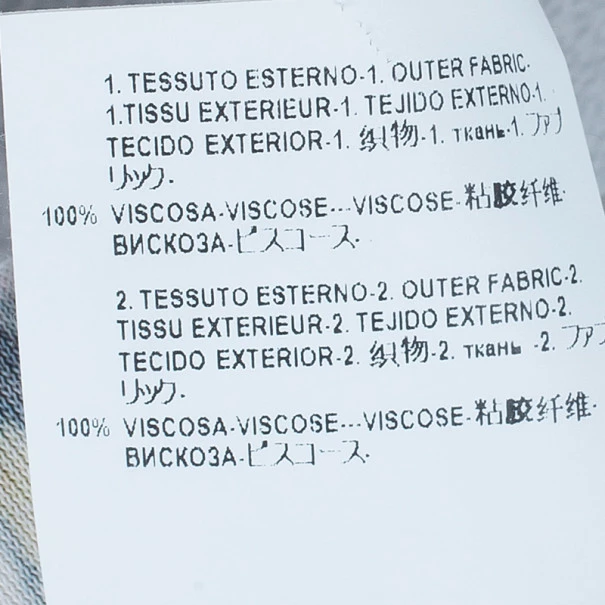 1. TESSUTO ESTERNO-1. OUTER FABRIC-
1.TISSU EXTERIEUR-1. TEJIDO EXTERNO-1.
TECIDO EXTERIOR-1. 织物-1. ткань-1. ファブ
リック.
100% VISCOSA-VISCOSE---VISCOSE-粘胶纤维-
ВИСКОЗА-ビスコース.
2. TESSUTO ESTERNO-2. OUTER FABRIC-2.
TISSU EXTERIEUR-2. TEJIDO EXTERNO-2.
TECIDO EXTERIOR-2. 织物-2. ткань -2. ファブ
リック.
100% VISCOSA-VISCOSE---VISCOSE-粘胶纤维-
ВИСКОЗА-ビスコース.